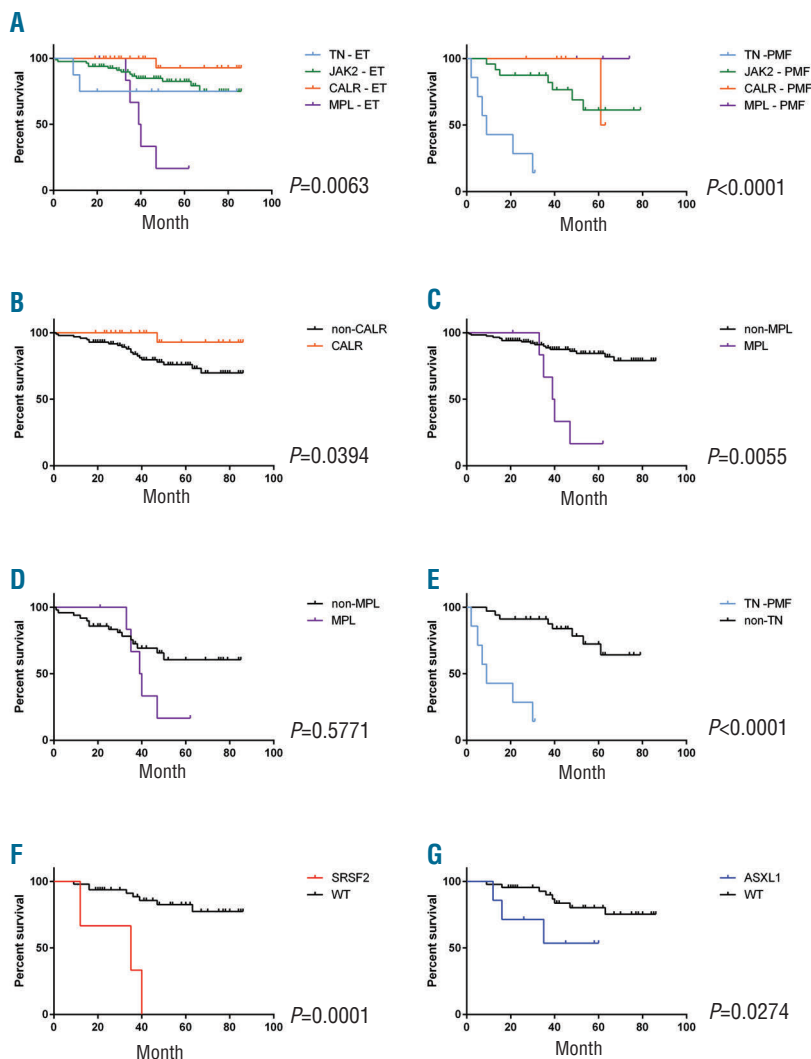 A
TN - ET
JAK2 - ET
CALR - ET
MPL - ET
Percent survival
100
50
0
0 20 40 60 80 100
Month
P=0.0063
TN -PMF
JAK2 - PMF
CALR - PMF
MPL - PMF
Percent survival
100
50
0
0 20 40 60 80 100
Month
P<0.0001
B
non-CALR
CALR
Percent survival
100
50
0
0 20 40 60 80 100
Month
P=0.0394
C
non-MPL
MPL
Percent survival
100
50
0
0 20 40 60 80 100
Month
P=0.0055
D
non-MPL
MPL
Percent survival
100
50
0
0 20 40 60 80 100
Month
P=0.5771
E
TN -PMF
non-TN
Percent survival
100
50
0
0 20 40 60 80 100
Month
P<0.0001
F
SRSF2
WT
Percent survival
100
50
0
0 20 40 60 80 100
Month
P=0.0001
G
ASXL1
WT
Percent survival
100
50
0
0 20 40 60 80 100
Month
P=0.0274